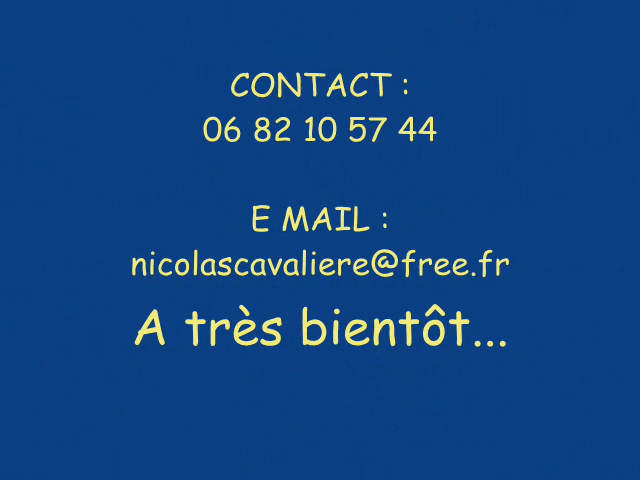 CONTACT :
06 82 10 57 44
E MAIL :
nicolascavaliere@free.fr
A très bientôt...